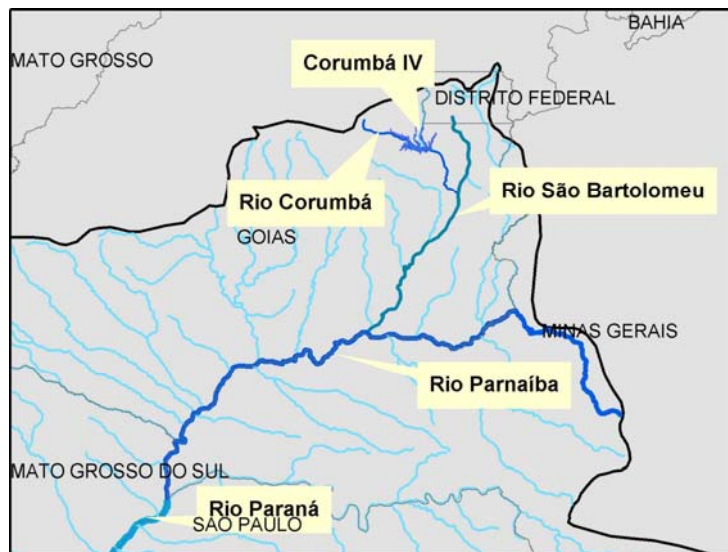 BAHIA
MATO GROSSO
Corumbá IV
DISTRITO FEDERAL
Rio Corumbá
Rio São Bartolomeu
GOIAS
MINAS GERAIS
Rio Parnaíba
MATO GROSSO DO SUL
Rio Paraná
SÃO PAULO